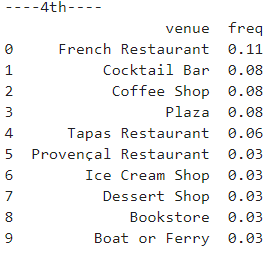 ----4th----
venue freq
0 French Restaurant 0.11
1 Cocktail Bar 0.08
2 Coffee Shop 0.08
3 Plaza 0.08
4 Tapas Restaurant 0.06
5 Provençal Restaurant 0.03
6 Ice Cream Shop 0.03
7 Dessert Shop 0.03
8 Bookstore 0.03
9 Boat or Ferry 0.03